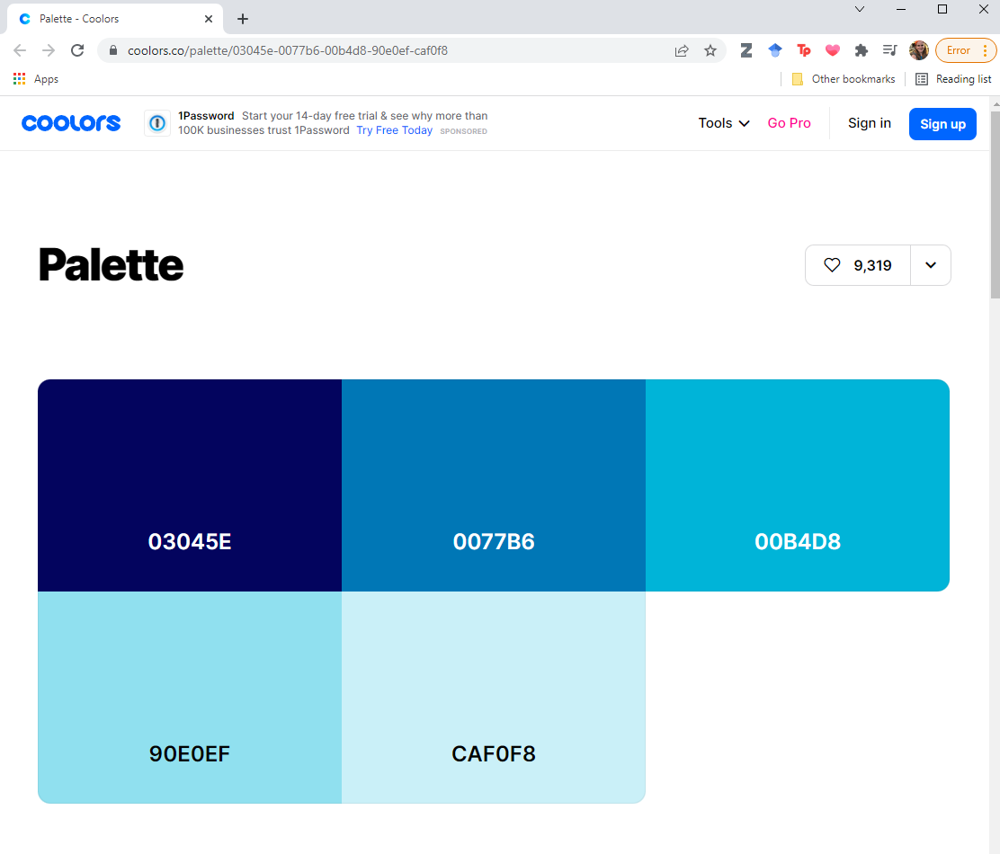 Palette - Coolors
coolors.co/palette/03045e-0077b6-00b4d8-90e0ef-caf0f8
Z
Tp
Error
Apps
Other bookmarks
Reading list
coolors
1Password Start your 14-day free trial & see why more than
100K businesses trust 1Password Try Free Today SPONSORED
Tools
Go Pro
Sign in
Sign up
Palette
9,319
03045E
0077B6
00B4D8
90E0EF
CAF0F8